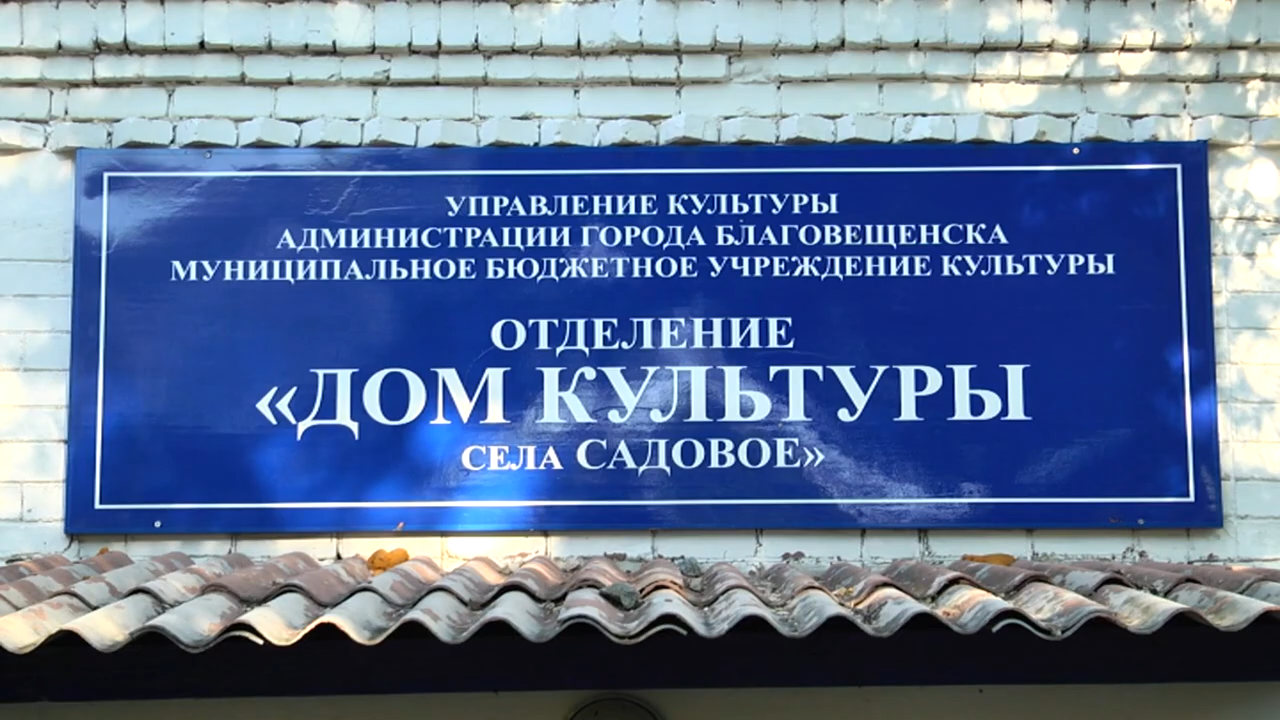 УПРАВЛЕНИЕ КУЛЬТУРЫ
АДМИНИСТРАЦИИ ГОРОДА БЛАГОВЕЩЕНСКА
МУНИЦИПАЛЬНОЕ БЮДЖЕТНОЕ УЧРЕЖДЕНИЕ КУЛЬТУРЫ
ОТДЕЛЕНИЕ
«ДОМ КУЛЬТУРЫ
СЕЛА САДОВОЕ»